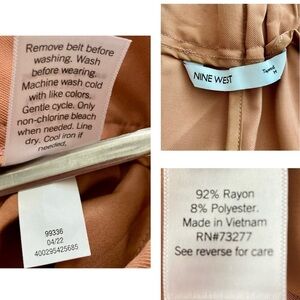 Remove belt before
washing. Wash
before wearing.
Machine wash cold
with like colors.
Gentle cycle. Only
non-chlorine bleach
when needed. Line
dry. Cool iron if
needed.
99336
04/22
400295425685
NINE WEST
M
92% Rayon
8% Polyester.
Made in Vietnam
RN#73277
See reverse for care